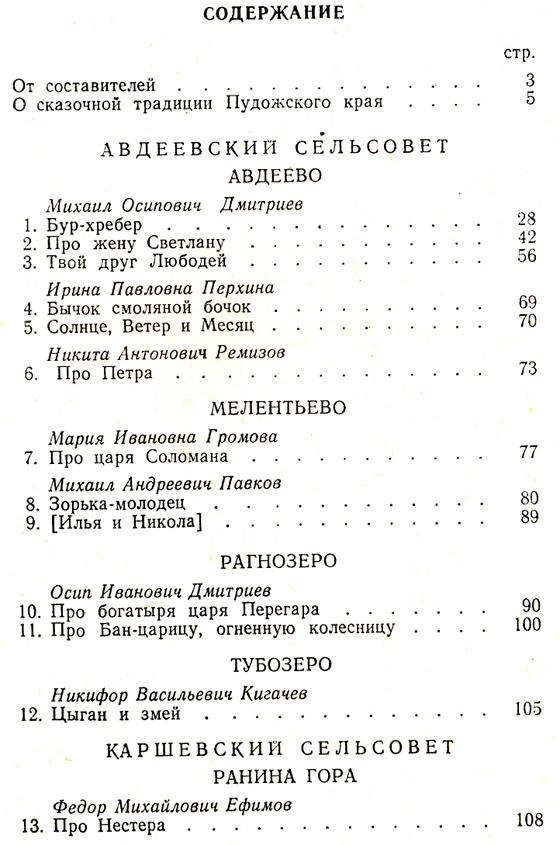 СОДЕРЖАНИЕ
стр.
От составителей . . . . . . . . . . . . . . 3
О сказочной традиции Пудожского края . . . . 5
АВДЕЕВСКИЙ СЕЛЬСОВЕТ
АВДЕЕВО
Михаил Осипович Дмитриев
1. Бур-хребер . . . . . . . . . . . . . . 28
2. Про жену Светлану . . . . . . . . . . . 42
3. Твой друг Любодей . . . . . . . . . . . 56
Ирина Павловна Перхина
4. Бычок смоляной бочок . . . . . . . . . . 69
5. Солнце, Ветер и Месяц . . . . . . . . . 70
Никита Антонович Ремизов
6. Про Петра . . . . . . . . . . . . . . 73
МЕЛЕНТЬЕВО
Мария Ивановна Громова
7. Про царя Соломана . . . . . . . . . . . 77
Михаил Андреевич Павков
8. Зорька-молодец . . . . . . . . . . . . 80
9. [Илья и Никола] . . . . . . . . . . . . 89
РАГНОЗЕРО
Осип Иванович Дмитриев
10. Про богатыря царя Перегара . . . . . . . 90
11. Про Бан-царицу, огненную колесницу . . . . 100
ТУБОЗЕРО
Никифор Васильевич Кигачев
12. Цыган и змей . . . . . . . . . . . . . 105
КАРШЕВСКИЙ СЕЛЬСОВЕТ
РАНИНА ГОРА
Федор Михайлович Ефимов
13. Про Нестера . . . . . . . . . . . . . 108